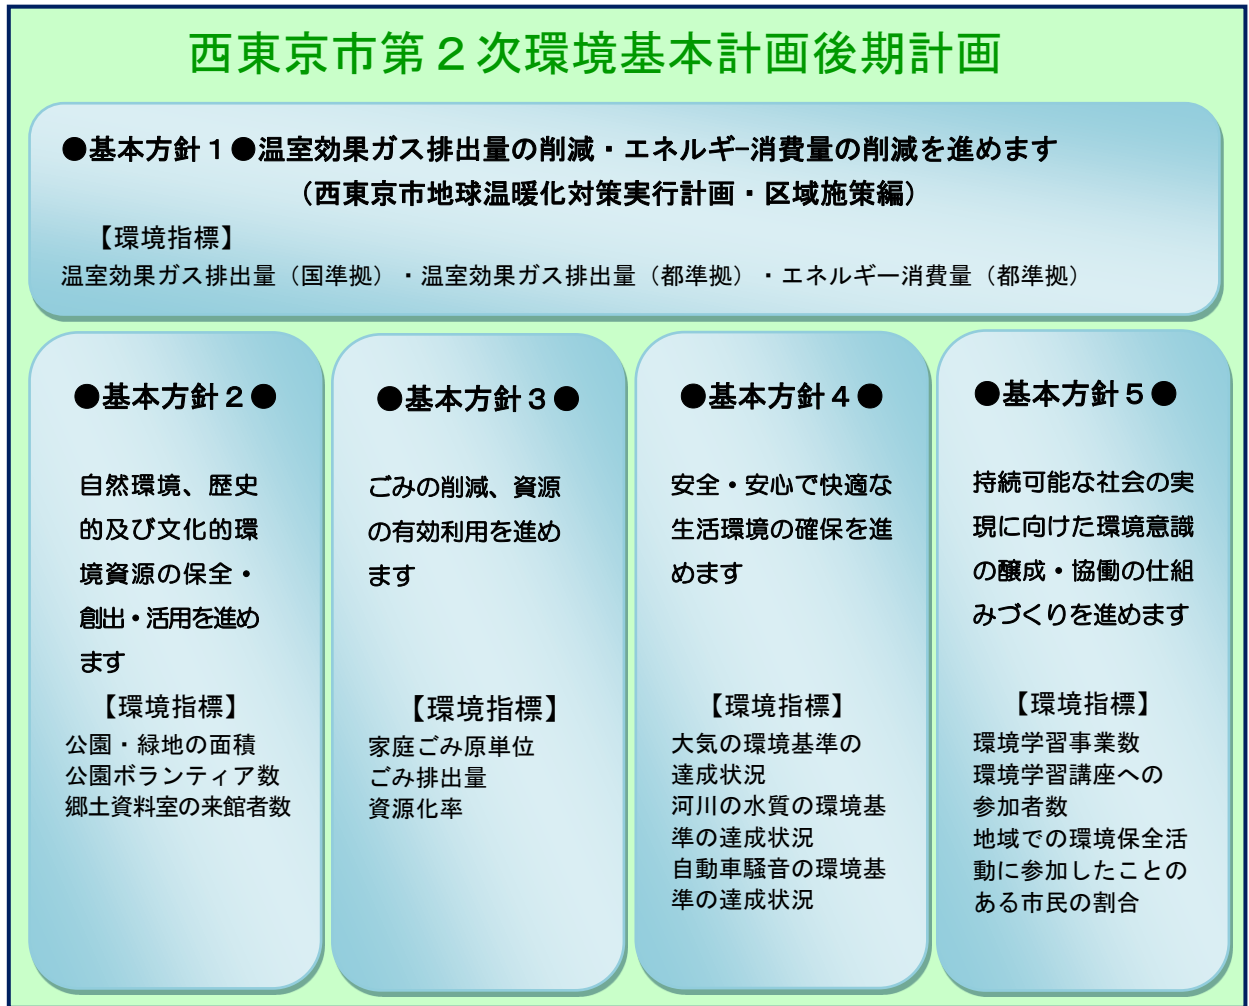 西東京市第２次環境基本計画後期計画
●基本方針１●温室効果ガス排出量の削減・エネルギー消費量の削減を進めます
（西東京市地球温暖化対策実行計画・区域施策編）
【環境指標】
温室効果ガス排出量（国準拠）・温室効果ガス排出量（都準拠）・エネルギー消費量（都準拠）
●基本方針２●
自然環境、歴史
的及び文化的環
境資源の保全・
創出・活用を進め
ます
【環境指標】
公園・緑地の面積
公園ボランティア数
郷土資料室の来館者数
●基本方針３●
ごみの削減、資源
の有効利用を進め
ます
【環境指標】
家庭ごみ原単位
ごみ排出量
資源化率
●基本方針４●
安全・安心で快適な
生活環境の確保を進
めます
【環境指標】
大気の環境基準の
達成状況
河川の水質の環境基
準の達成状況
自動車騒音の環境基
準の達成状況
●基本方針５●
持続可能な社会の実
現に向けた環境意識
の醸成・協働の仕組
みづくりを進めます
【環境指標】
環境学習事業数
環境学習講座への
参加者数
地域での環境保全活
動に参加したことの
ある市民の割合